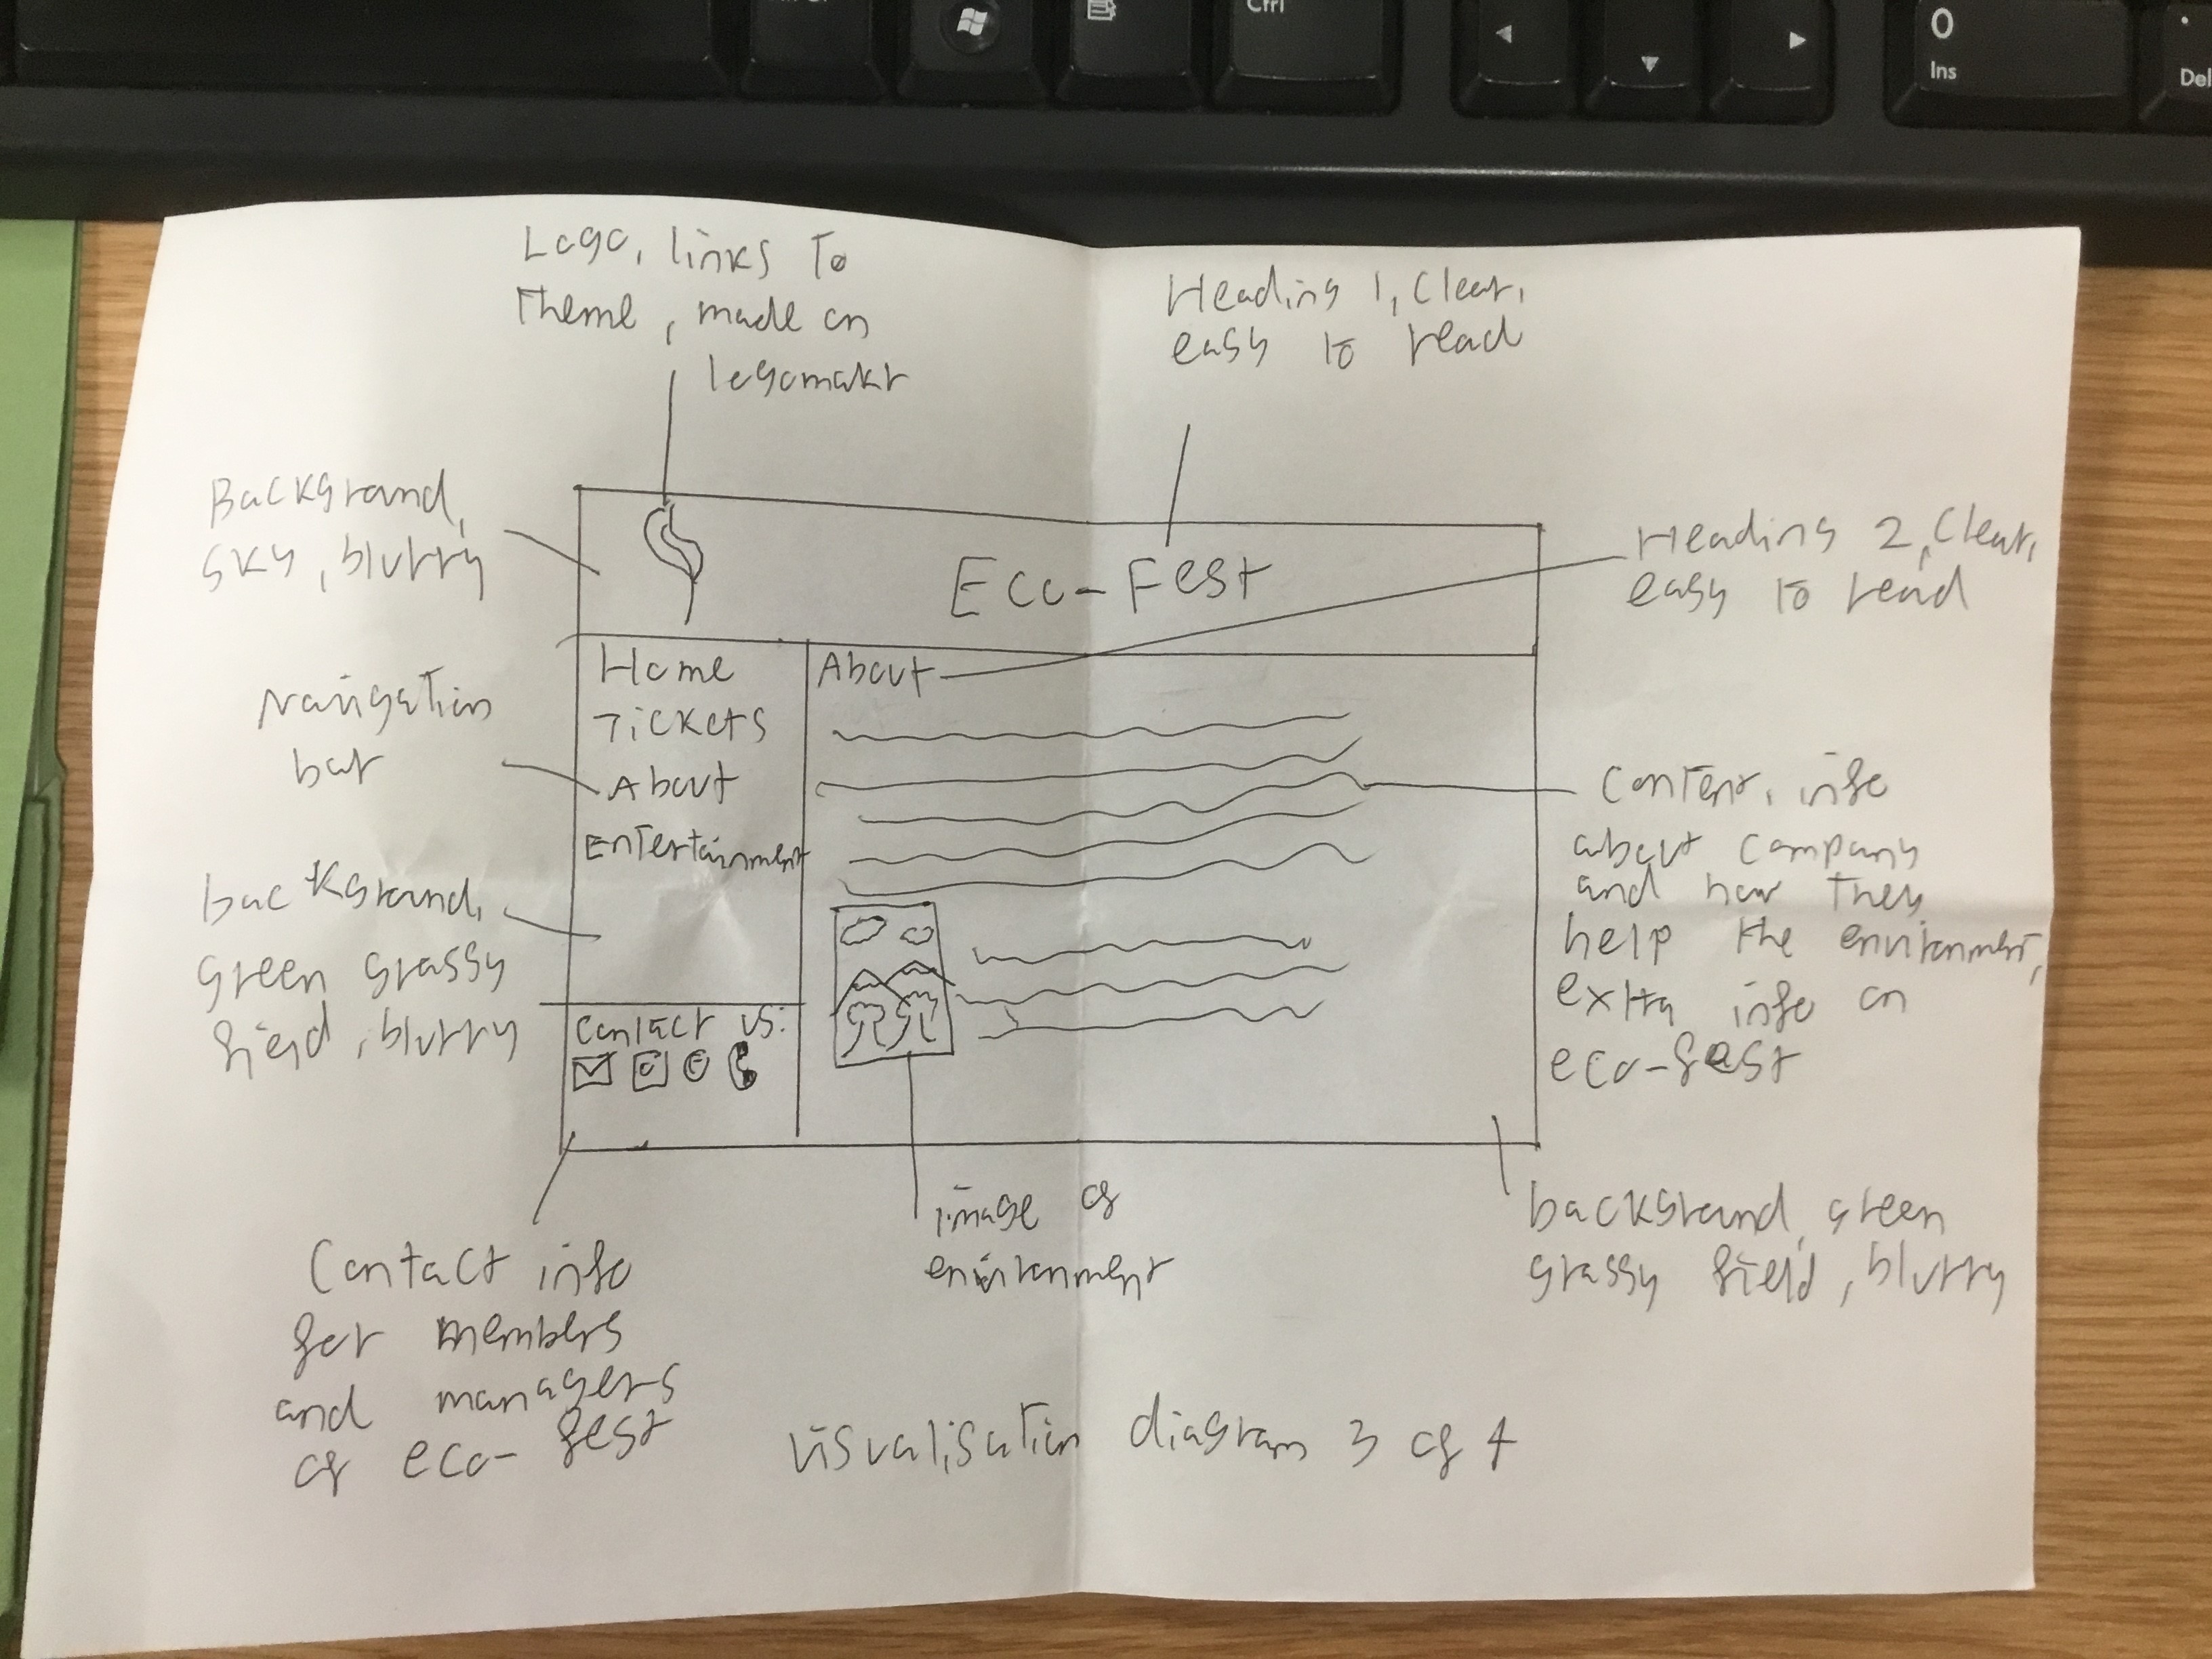 Ctrl
0
Ins
.
Del
Logo, links to
theme, made on
logomakr
Heading 1, clear,
easy to read
Background,
sky, blurry
Eco-Fest
Heading 2, clear,
easy to read
Navigation
bar
Home
Tickets
About
Entertainment
About
background,
green grassy
field, blurry
Contact us:
Content, info
about company
and how they
help the environment,
extra info on
eco-fest
Contact info
for members
and managers
of eco-fest
image of
environment
background, green
grassy field, blurry
visualisation diagram 3 of 4